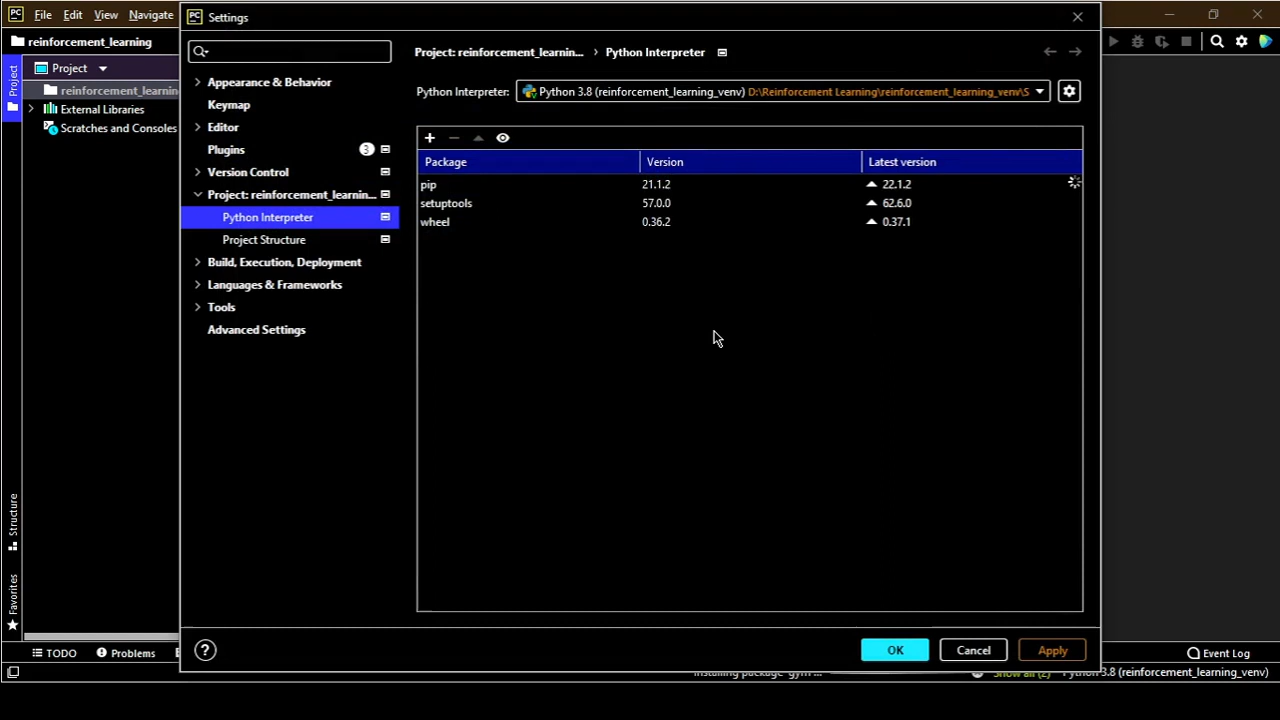 PC File Edit View Navigate
PC Settings
reinforcement_learning
Project
Project
reinforcement_learnin
External Libraries
Scratches and Consoles
Structure
Favorites
Appearance & Behavior
Keymap
Editor
Plugins 3
Version Control
Project: reinforcement_learnin...
Python Interpreter
Project Structure
Build, Execution, Deployment
Languages & Frameworks
Tools
Advanced Settings
Project: reinforcement_learnin... › Python Interpreter
Python Interpreter: Python 3.8 (reinforcement_learning_venv) D:\Reinforcement Learning\reinforcement_learning_venv\S
Package Version Latest version
pip 21.1.2 22.1.2
setuptools 57.0.0 62.6.0
wheel 0.36.2 0.37.1
? OK Cancel Apply
TODO Problems Event Log
Installing package 'gym'... Show all (2) Python 3.8 (reinforcement_learning_venv)